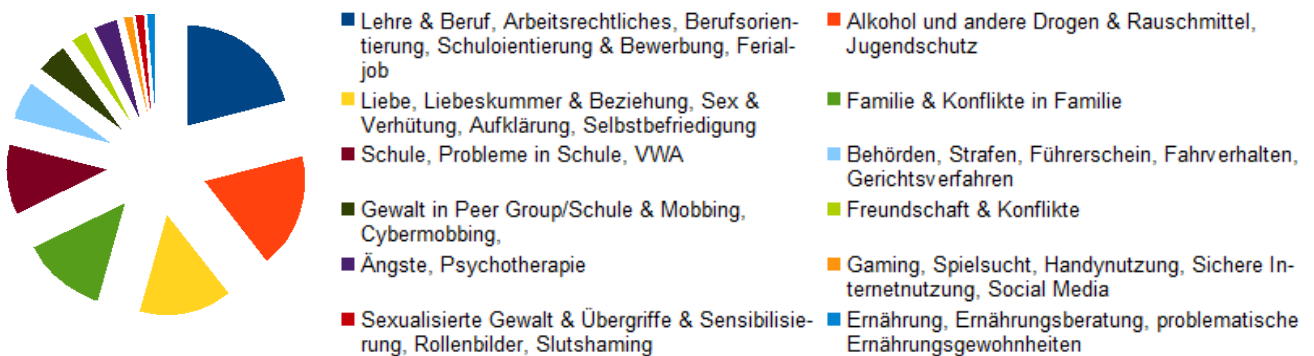 Lehre & Beruf, Arbeitsrechtliches, Berufsorien-
tierung, Schuloientierung & Bewerbung, Ferial-
job
Alkohol und andere Drogen & Rauschmittel,
Jugendschutz
Liebe, Liebeskummer & Beziehung, Sex &
Verhütung, Aufklärung, Selbstbefriedigung
Familie & Konflikte in Familie
Schule, Probleme in Schule, VWA
Behörden, Strafen, Führerschein, Fahrverhalten,
Gerichtsverfahren
Gewalt in Peer Group/Schule & Mobbing,
Cybermobbing,
Freundschaft & Konflikte
Ängste, Psychotherapie
Gaming, Spielsucht, Handynutzung, Sichere In-
ternetnutzung, Social Media
Sexualisierte Gewalt & Übergriffe & Sensibilisie-
rung, Rollenbilder, Slutshaming
Ernährung, Ernährungsberatung, problematische
Ernährungsgewohnheiten